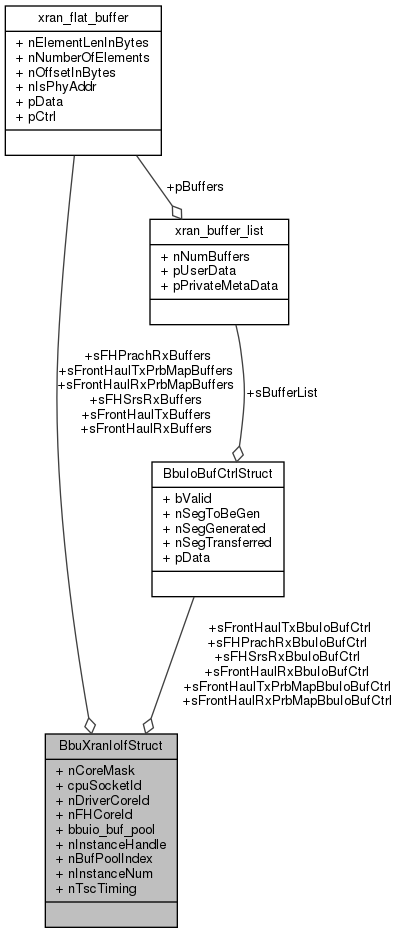 xran_flat_buffer
+ nElementLenInBytes
+ nNumberOfElements
+ nOffsetInBytes
+ nIsPhyAddr
+ pData
+ pCtrl
+pBuffers
xran_buffer_list
+ nNumBuffers
+ pUserData
+ pPrivateMetaData
+sFHPrachRxBuffers
+sFrontHaulTxPrbMapBuffers
+sFrontHaulRxPrbMapBuffers
+sFHSrsRxBuffers
+sFrontHaulTxBuffers
+sFrontHaulRxBuffers
+sBufferList
BbuIoBufCtrlStruct
+ bValid
+ nSegToBeGen
+ nSegGenerated
+ nSegTransferred
+ pData
+sFrontHaulTxBbuIoBufCtrl
+sFHPrachRxBbuIoBufCtrl
+sFHSrsRxBbuIoBufCtrl
+sFrontHaulRxBbuIoBufCtrl
+sFrontHaulTxPrbMapBbuIoBufCtrl
+sFrontHaulRxPrbMapBbuIoBufCtrl
BbuXranIoIfStruct
+ nCoreMask
+ cpuSocketId
+ nDriverCoreId
+ nFHCoreId
+ bbuio_buf_pool
+ nInstanceHandle
+ nBufPoolIndex
+ nInstanceNum
+ nTscTiming